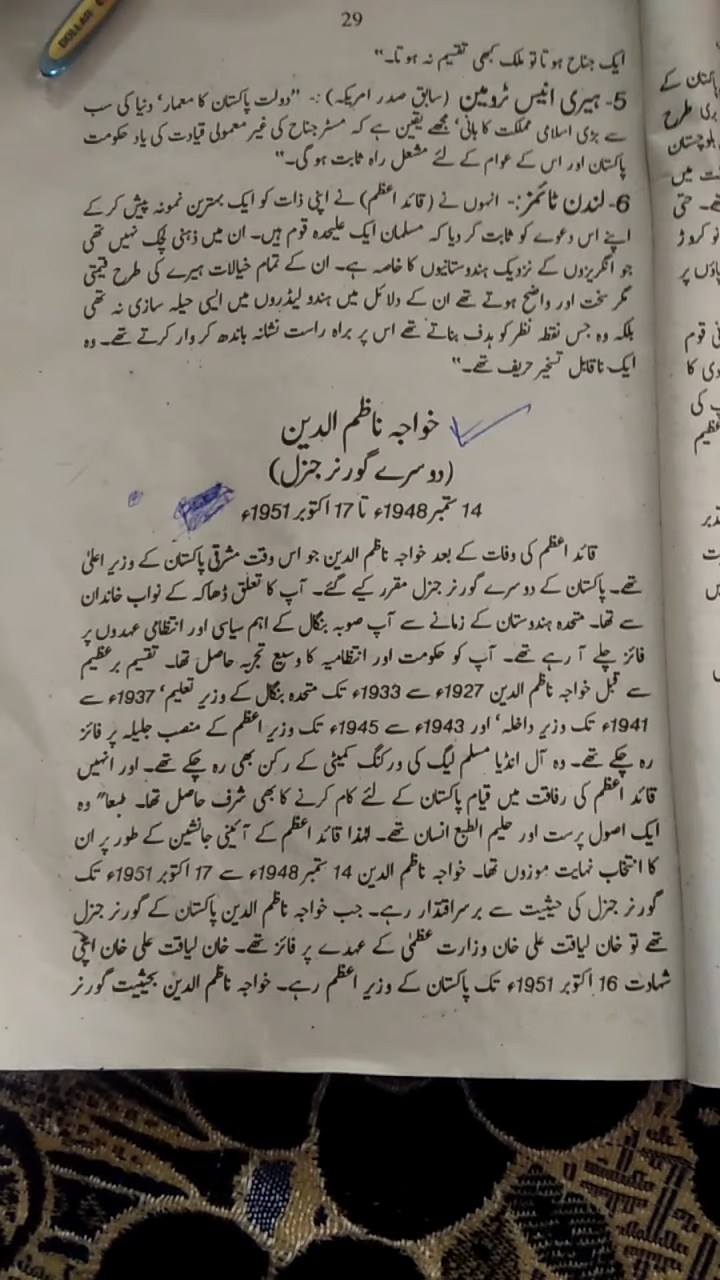 DOLLAR
29
ایک جناح ہوتا تو ملک کبھی تقسیم نہ ہوتا۔"
5- ہیری ایس ٹرومین (سابق صدر امریکہ) :- "دولت پاکستان کا معمار، دنیا کی سب
سے بڑی اسلامی مملکت کا بانی، مجھے یقین ہے کہ مسٹر جناح کی غیر معمولی قیادت کی یاد حکومت
پاکستان اور اس کے عوام کے لئے مشعل راہ ثابت ہو گی۔"
6- لندن ٹائمز:- انہوں نے (قائد اعظم) نے اپنی ذات کو ایک بہترین نمونہ پیش کر کے
اپنے اس دعوے کو ثابت کر دیا کہ مسلمان ایک علیحدہ قوم ہیں۔ ان میں ذہنی لچک نہیں تھی
جو انگریزوں کے نزدیک ہندوستانیوں کا خاصہ ہے۔ ان کے تمام خیالات ہیرے کی طرح قیمتی
مگر سخت اور واضح ہوتے تھے ان کے دلائل میں ہندو لیڈروں میں ایسی حیلہ سازی نہ تھی
بلکہ وہ جس نقطہ نظر کو ہدف بناتے تھے اس پر براہ راست نشانہ باندھ کر وار کرتے تھے۔ وہ
ایک ناقابل تسخیر حریف تھے۔"
خواجہ ناظم الدین
(دوسرے گورنر جنرل)
14 ستمبر 1948ء تا 17 اکتوبر 1951ء
قائد اعظم کی وفات کے بعد خواجہ ناظم الدین جو اس وقت مشرقی پاکستان کے وزیر اعلیٰ
تھے۔ پاکستان کے دوسرے گورنر جنرل مقرر کیے گئے۔ آپ کا تعلق ڈھاکہ کے نواب خاندان
سے تھا۔ متحدہ ہندوستان کے زمانے سے آپ صوبہ بنگال کے اہم سیاسی اور انتظامی عہدوں پر
فائز چلے آ رہے تھے۔ آپ کو حکومت اور انتظامیہ کا وسیع تجربہ حاصل تھا۔ تقسیم برعظیم
سے قبل خواجہ ناظم الدین 1927ء سے 1933ء تک متحدہ بنگال کے وزیر تعلیم، 1937ء سے
1941ء تک وزیر داخلہ، اور 1943ء سے 1945ء تک وزیر اعظم کے منصب جلیلہ پر فائز
رہ چکے تھے۔ وہ آل انڈیا مسلم لیگ کی ورکنگ کمیٹی کے رکن بھی رہ چکے تھے۔ اور انہیں
قائد اعظم کی رفاقت میں قیام پاکستان کے لئے کام کرنے کا بھی شرف حاصل تھا۔ طبعا" وہ
ایک اصول پرست اور حلیم الطبع انسان تھے۔ لہٰذا قائد اعظم کے آئینی جانشین کے طور پر ان
کا انتخاب نہایت موزوں تھا۔ خواجہ ناظم الدین 14 ستمبر 1948ء سے 17 اکتوبر 1951ء تک
گورنر جنرل کی حیثیت سے برسراقتدار رہے۔ جب خواجہ ناظم الدین پاکستان کے گورنر جنرل
تھے تو خان لیاقت علی خان وزارت عظمیٰ کے عہدے پر فائز تھے۔ خان لیاقت علی خان اپنی
شہادت 16 اکتوبر 1951ء تک پاکستان کے وزیر اعظم رہے۔ خواجہ ناظم الدین بحیثیت گورنر